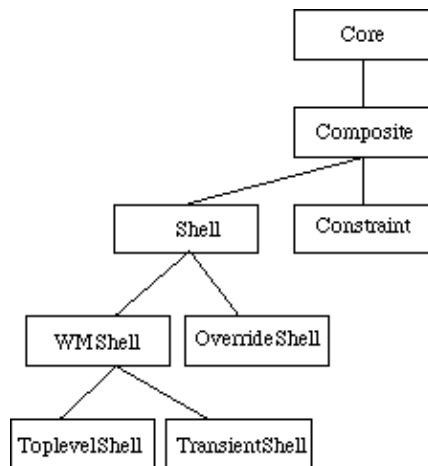 Core
Composite
Shell
Constraint
WMShell
OverrideShell
ToplevelShell
TransientShell